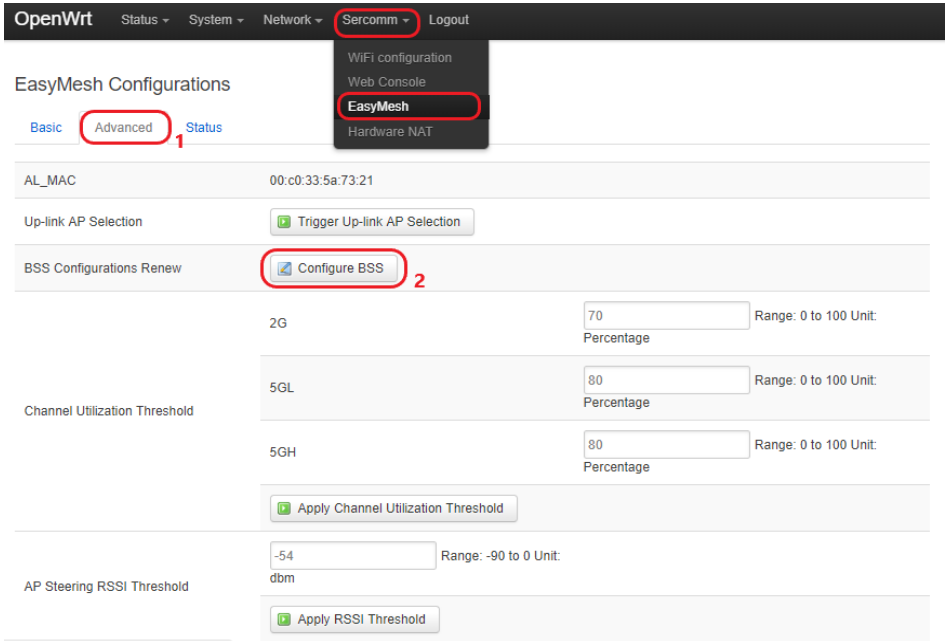 OpenWrt Status System Network Sercomm Logout
WiFi configuration
Web Console
EasyMesh
Hardware NAT
EasyMesh Configurations
Basic Advanced Status
1
AL_MAC 00:c0:33:5a:73:21
Up-link AP Selection Trigger Up-link AP Selection
BSS Configurations Renew Configure BSS
2
Channel Utilization Threshold
2G 70 Range: 0 to 100 Unit:
Percentage
5GL 80 Range: 0 to 100 Unit:
Percentage
5GH 80 Range: 0 to 100 Unit:
Percentage
Apply Channel Utilization Threshold
AP Steering RSSI Threshold
-54 Range: -90 to 0 Unit:
dbm
Apply RSSI Threshold